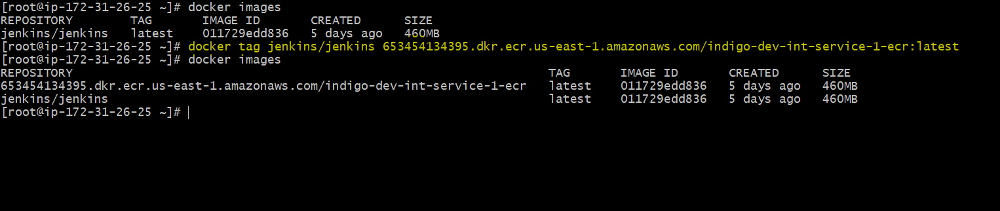 [root@ip-172-31-26-25 ~]# docker images
REPOSITORY TAG IMAGE ID CREATED SIZE
jenkins/jenkins latest 011729edd836 5 days ago 460MB
[root@ip-172-31-26-25 ~]# docker tag jenkins/jenkins 653454134395.dkr.ecr.us-east-1.amazonaws.com/indigo-dev-int-service-1-ecr:latest
[root@ip-172-31-26-25 ~]# docker images
REPOSITORY TAG IMAGE ID CREATED SIZE
653454134395.dkr.ecr.us-east-1.amazonaws.com/indigo-dev-int-service-1-ecr latest 011729edd836 5 days ago 460MB
jenkins/jenkins latest 011729edd836 5 days ago 460MB
[root@ip-172-31-26-25 ~]#